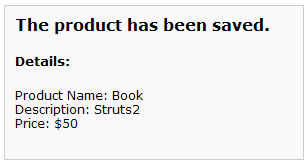 The product has been saved.
Details:
Product Name: Book
Description: Struts2
Price: $50